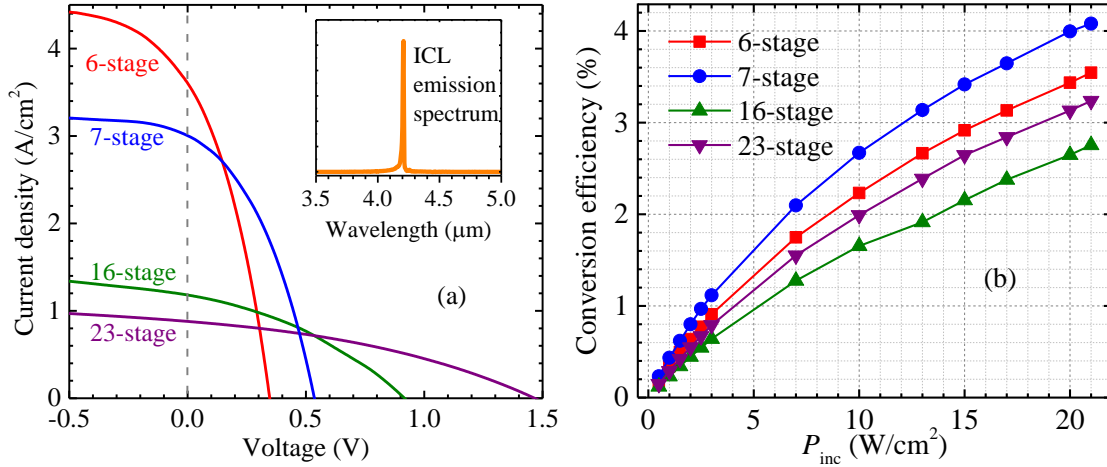 Current density (A/cm²)
4
3
2
1
0
-0.5
0.0
0.5
1.0
1.5
Voltage (V)
6-stage
7-stage
16-stage
23-stage
(a)
ICL
emission
spectrum
3.5
4.0
4.5
5.0
Wavelength (μm)
Conversion efficiency (%)
4
3
2
1
0
0
5
10
15
20
P_inc (W/cm²)
6-stage
7-stage
16-stage
23-stage
(b)